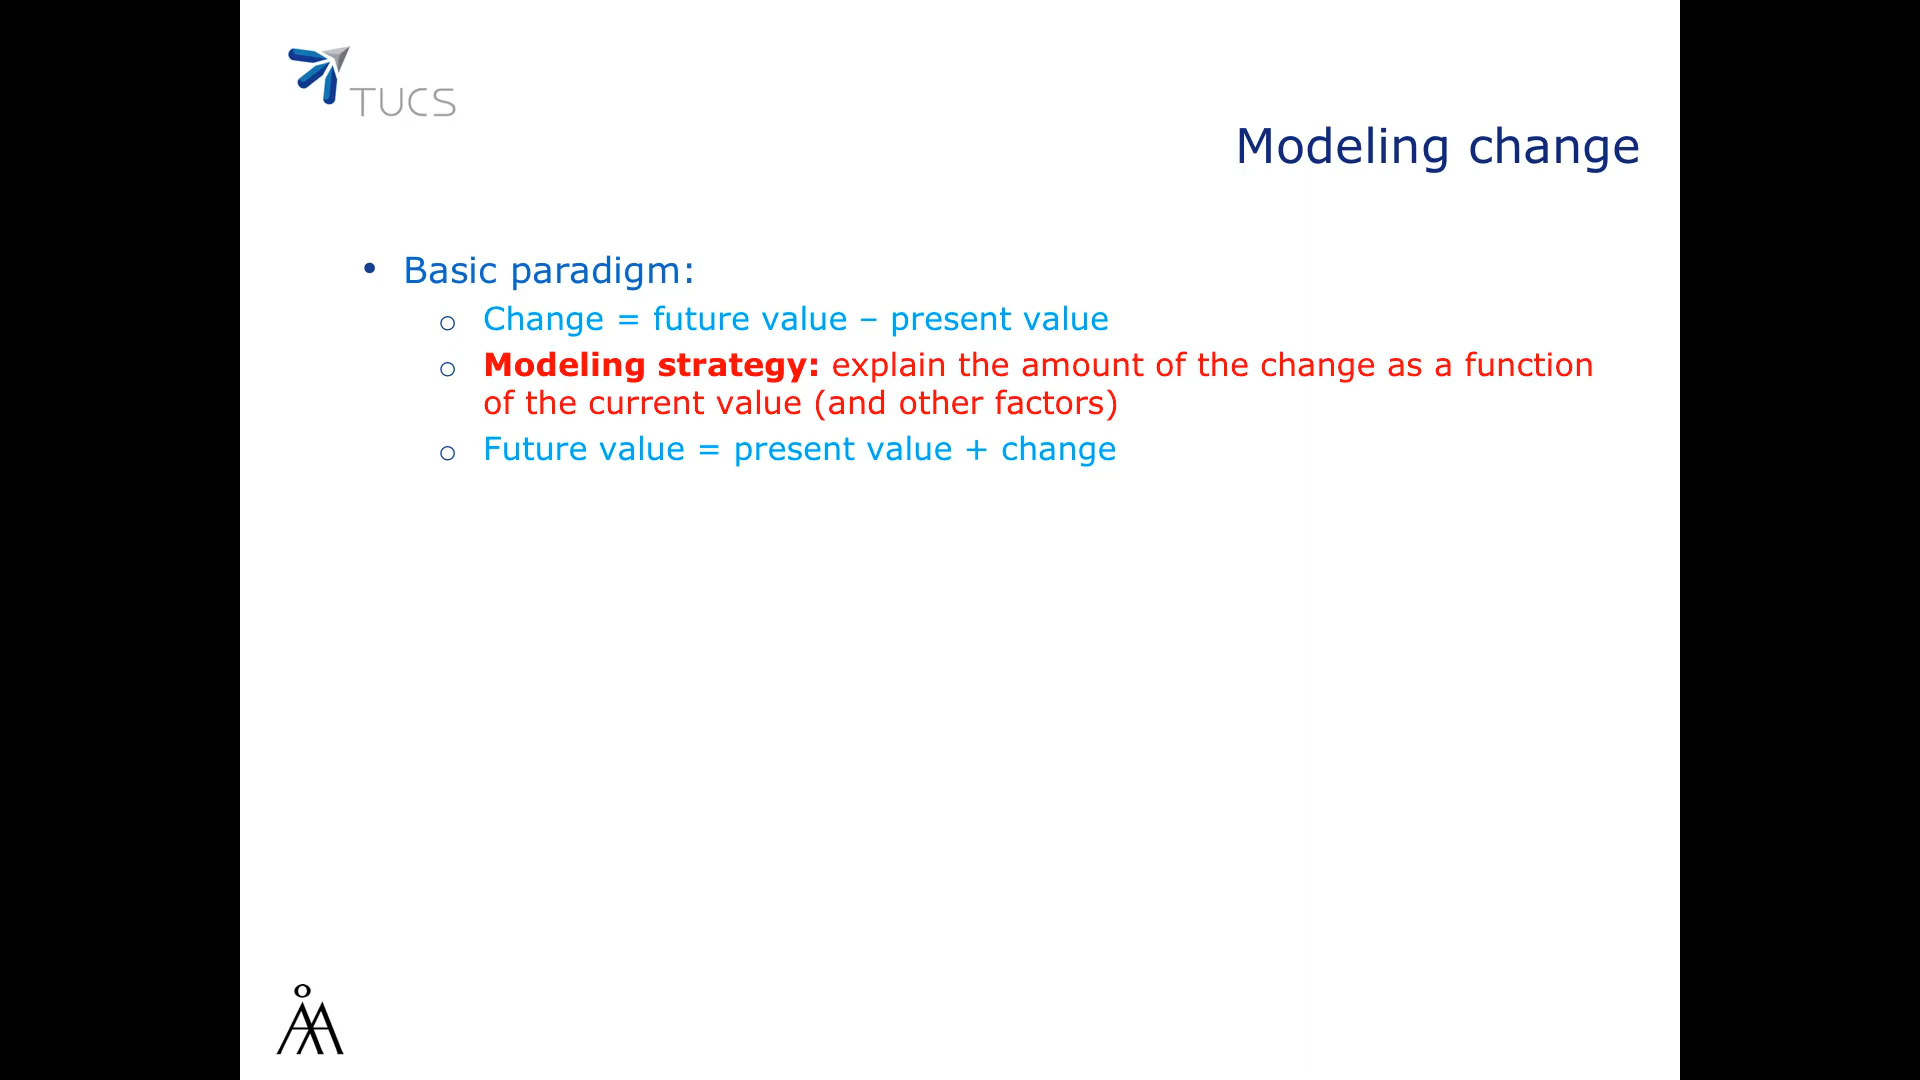 TUCS
Modeling change
• Basic paradigm:
o Change = future value – present value
o Modeling strategy: explain the amount of the change as a function
of the current value (and other factors)
o Future value = present value + change
ÅA